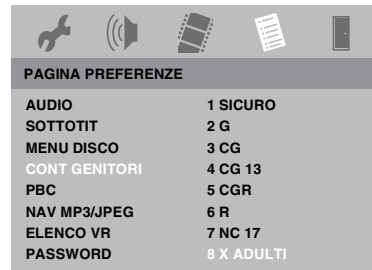 PAGINA PREFERENZE
AUDIO 1 SICURO
SOTTOTIT 2 G
MENU DISCO 3 CG
CONT GENITORI 4 CG 13
PBC 5 CGR
NAV MP3/JPEG 6 R
ELENCO VR 7 NC 17
PASSWORD 8 X ADULTI